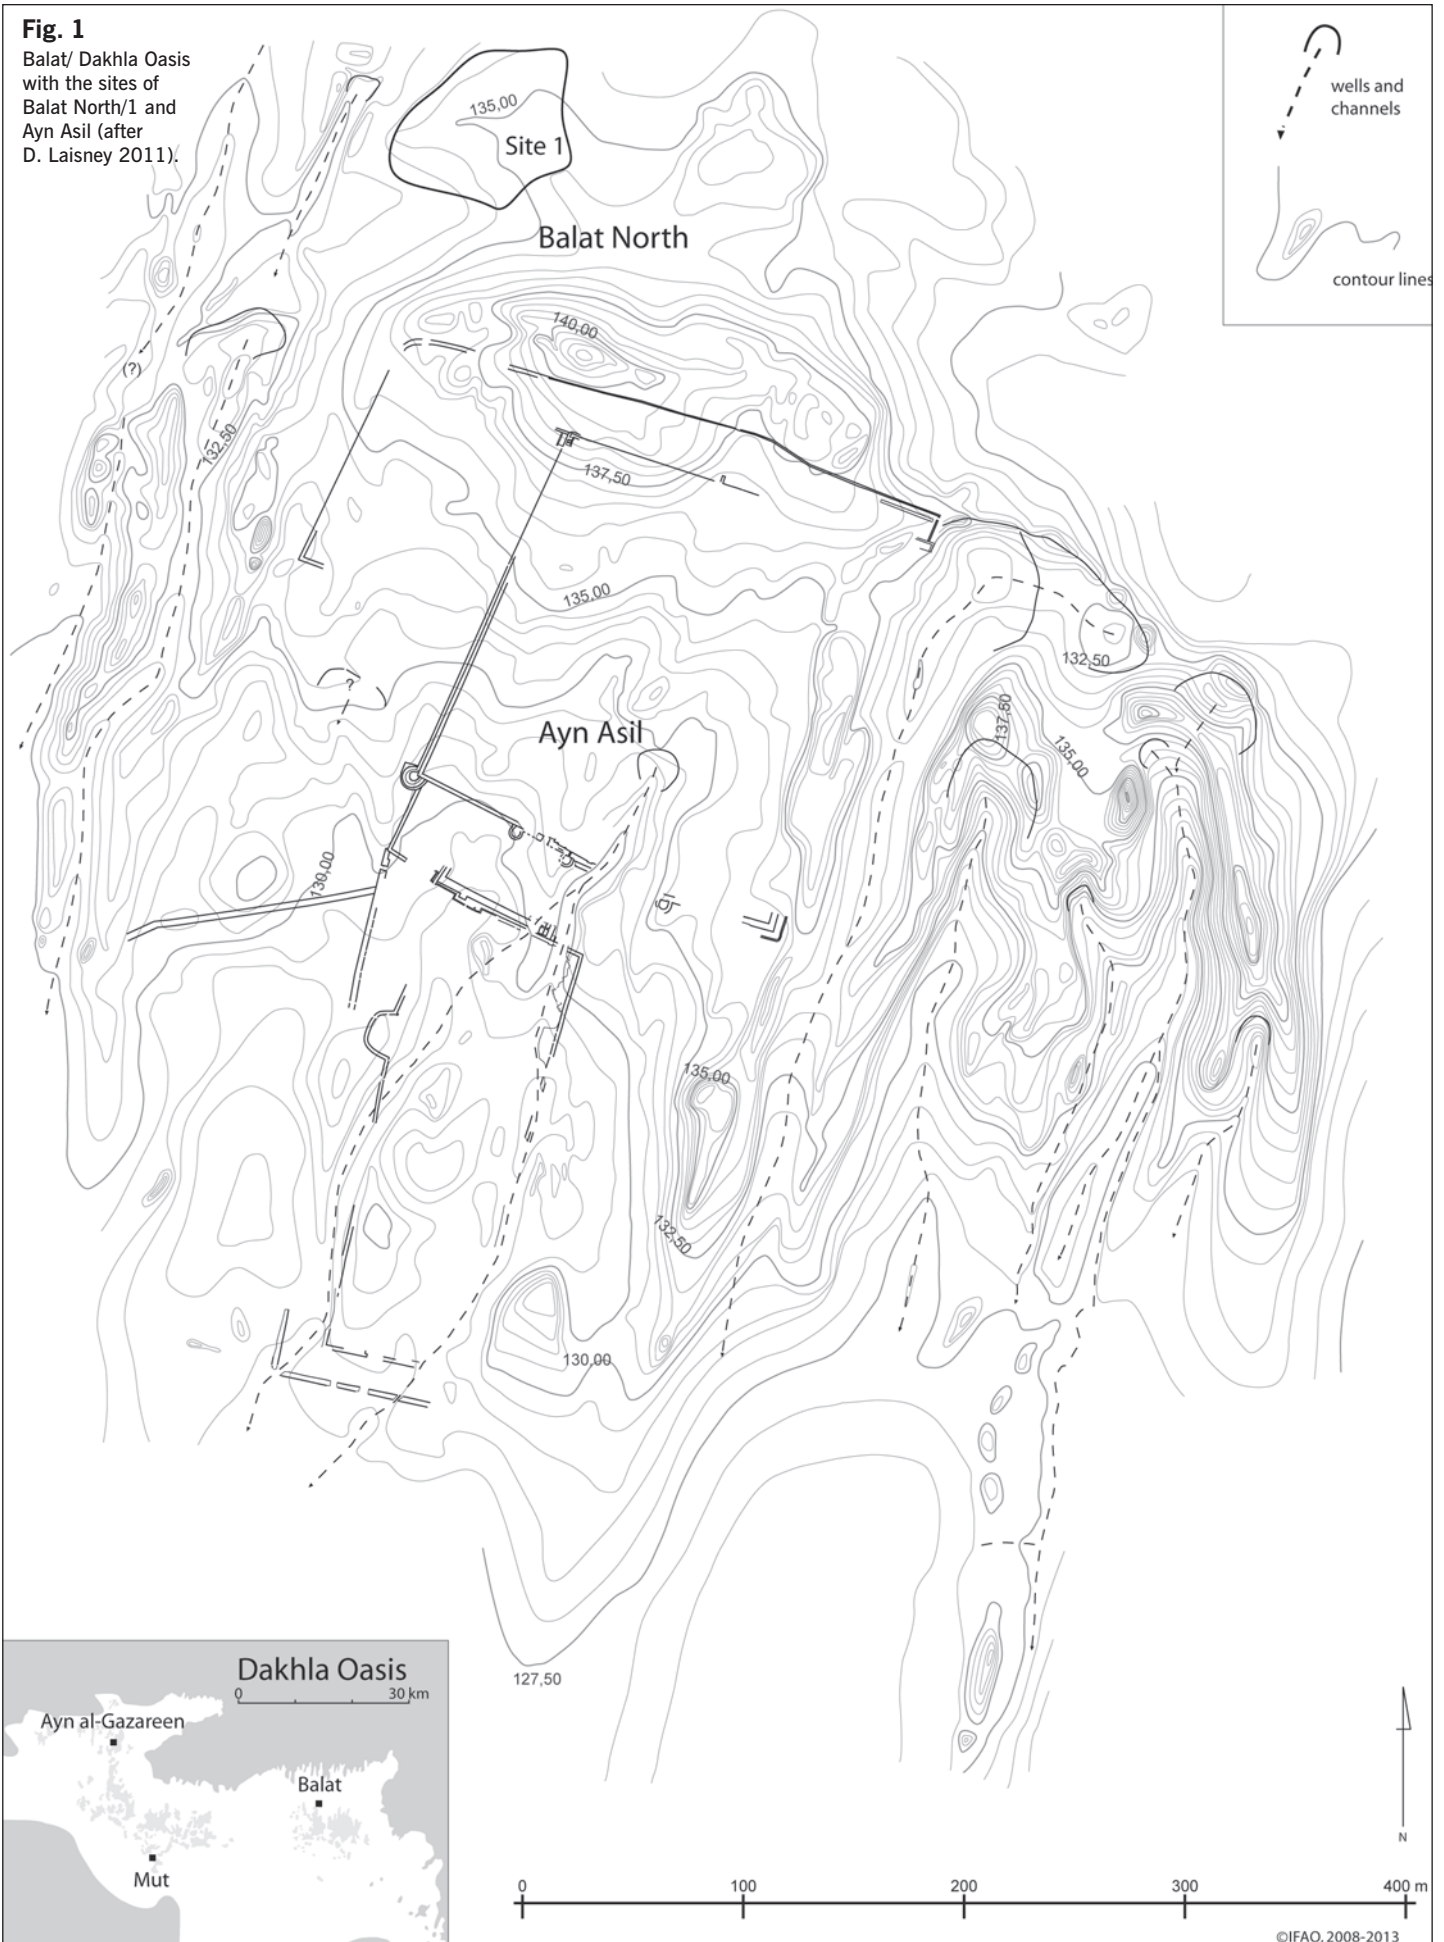 Fig. 1
Balat/ Dakhla Oasis
with the sites of
Balat North/1 and
Ayn Asil (after
D. Laisney 2011).
wells and
channels
contour lines
135,00
Site 1
Balat North
140,00
(?)
132,50
137,50
135,00
132,50
?
137,50
Ayn Asil
135,00
130,00
135,00
132,50
130,00
127,50
Dakhla Oasis
0 30 km
Ayn al-Gazareen
Balat
Mut
N
0 100 200 300 400 m
©IFAO, 2008-2013